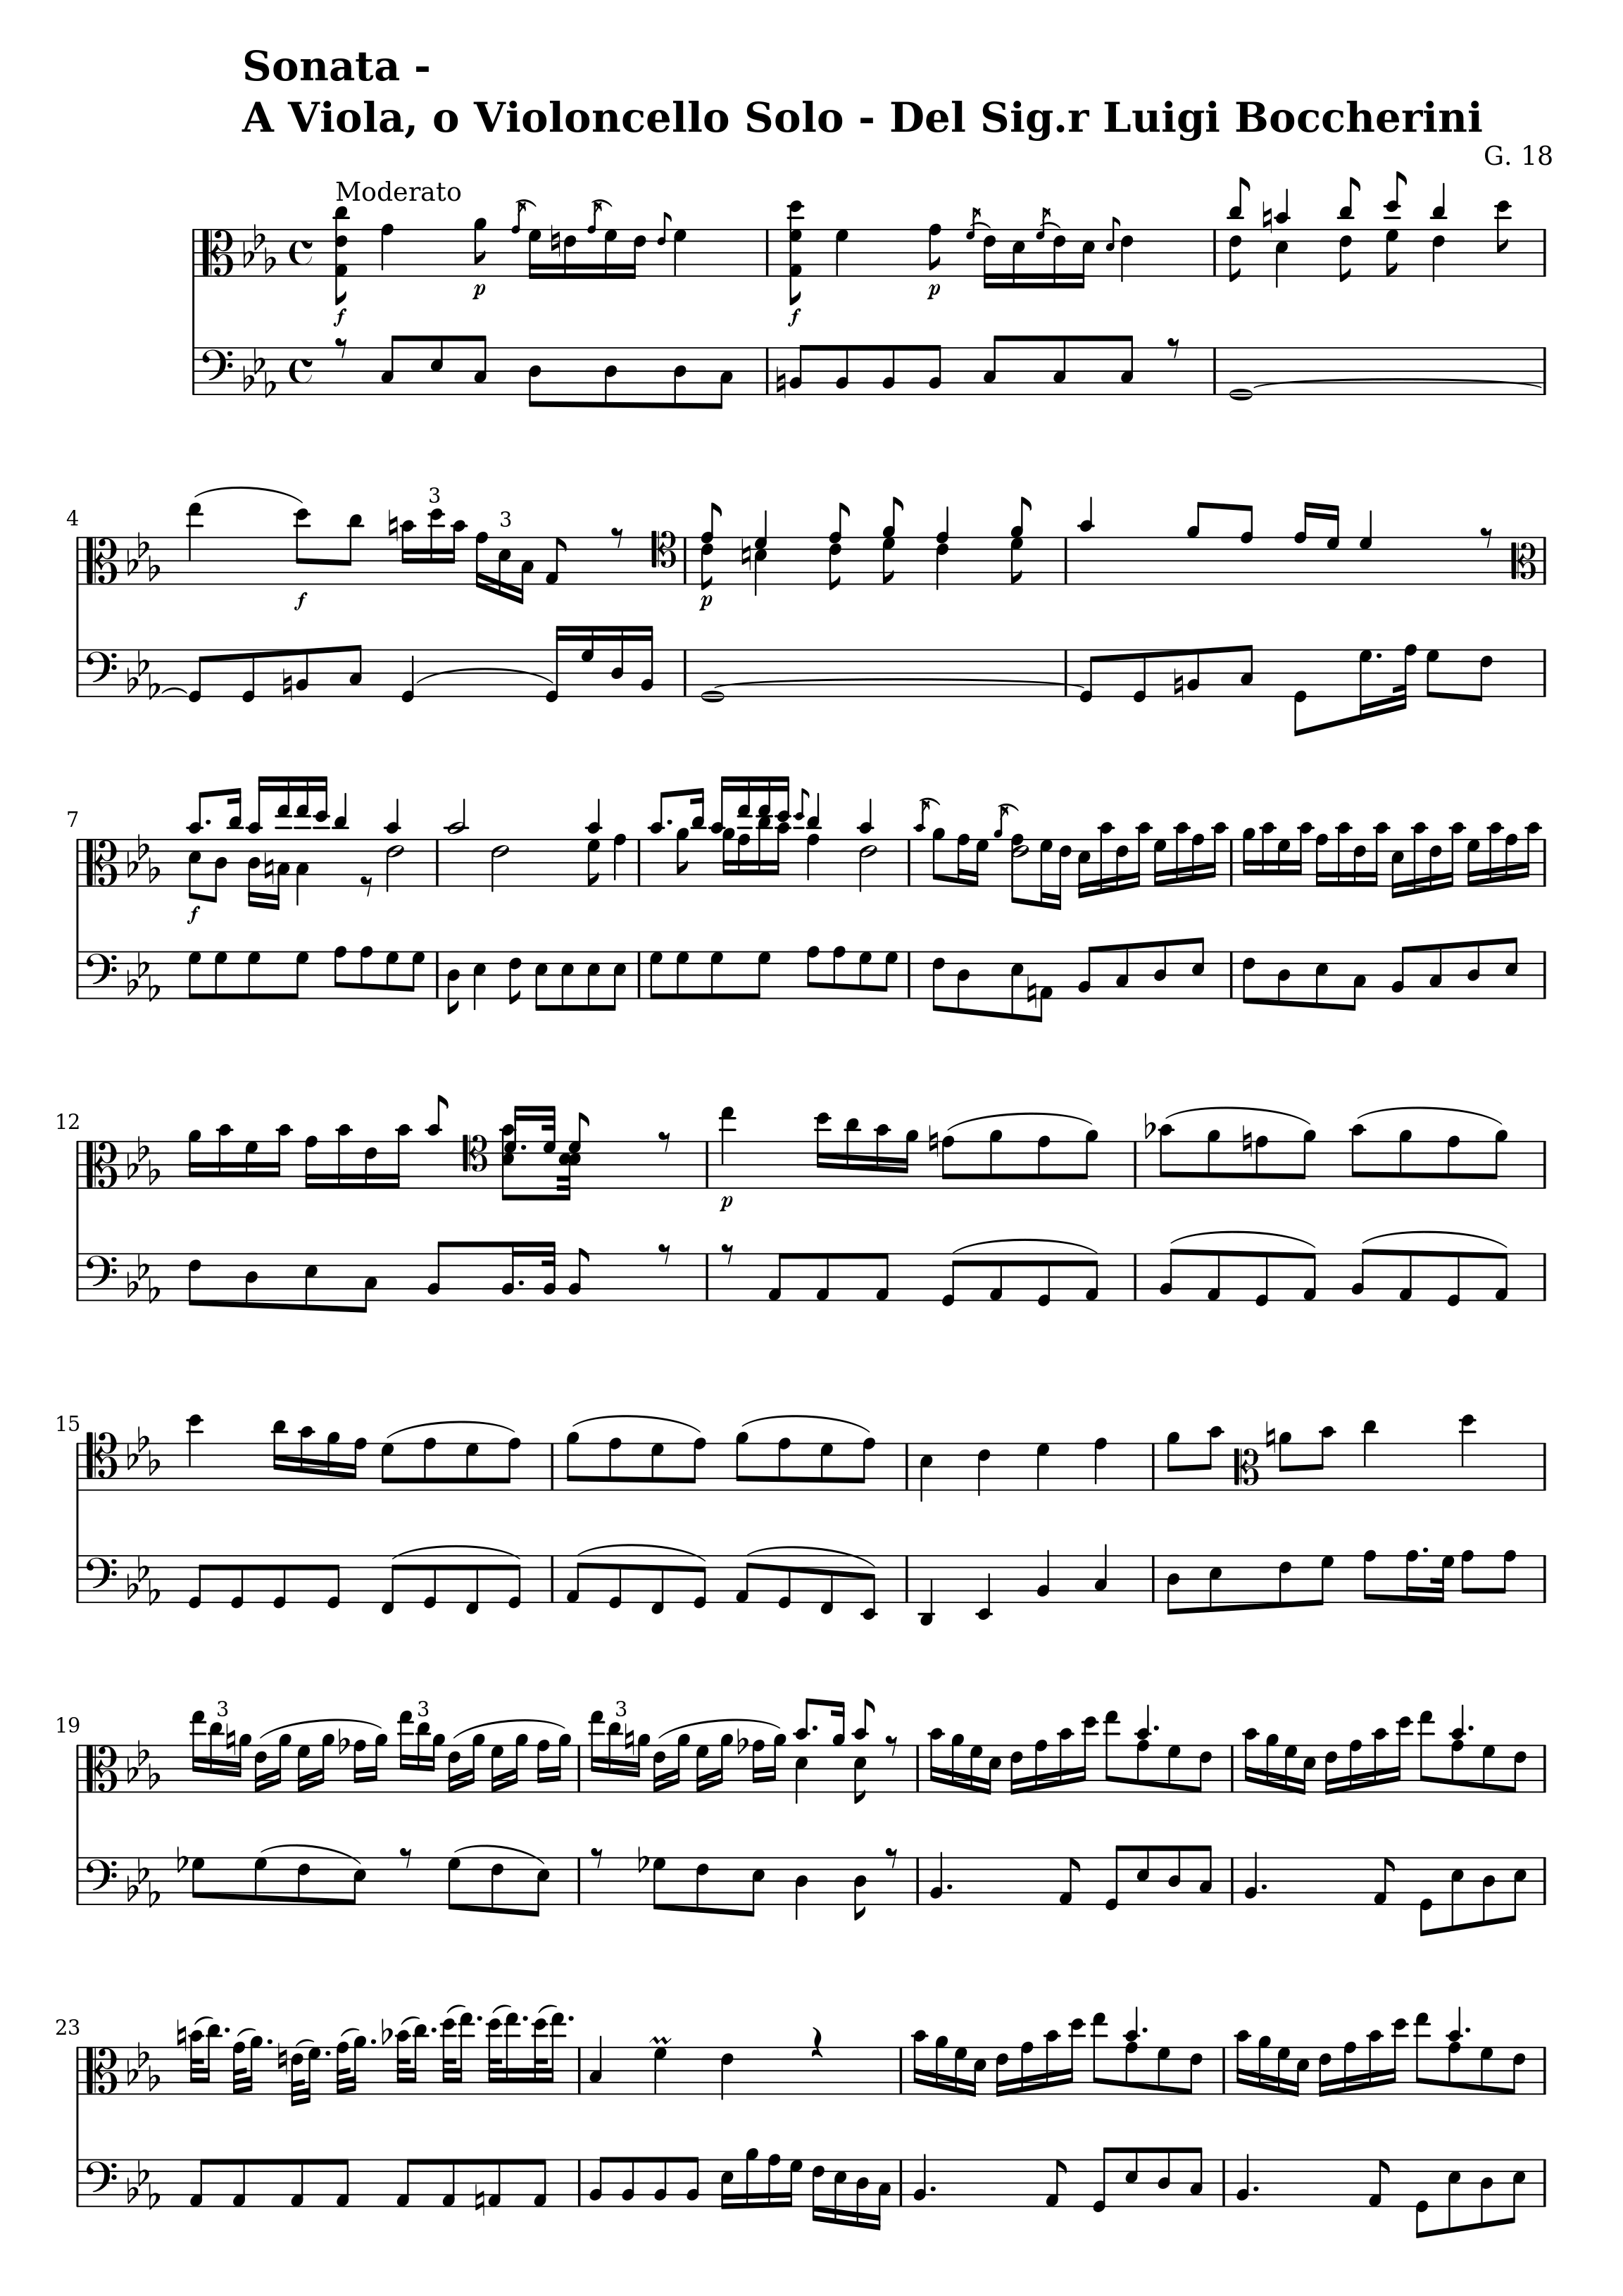 Sonata -
A Viola, o Violoncello Solo - Del Sig.r Luigi Boccherini
G. 18
Moderato
f p f p
4 3 3 f p
7 f
12 p
15
19 3 3 3
23